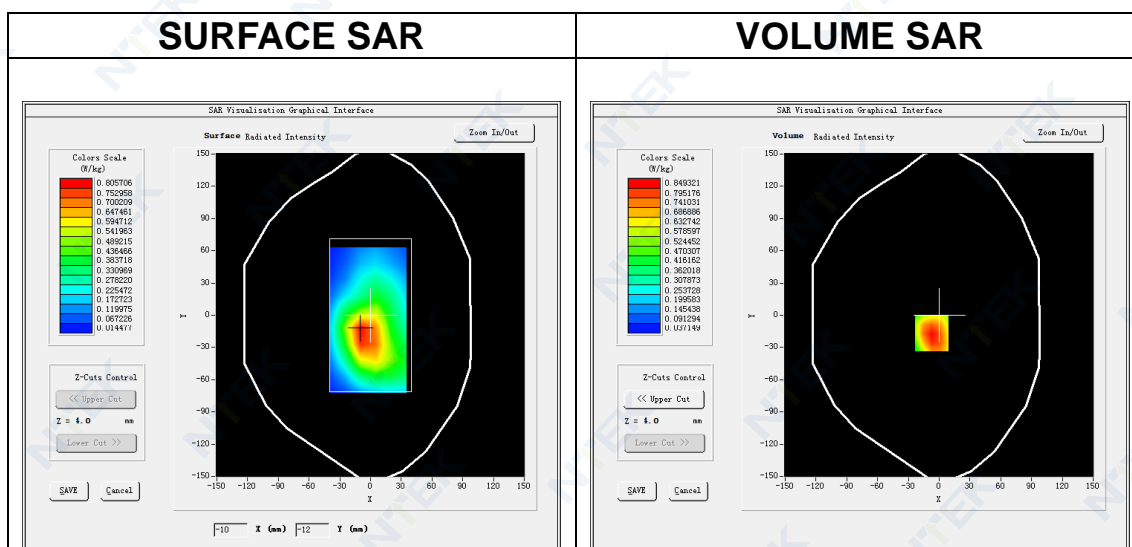 SURFACE SAR
VOLUME SAR
SAR Visualisation Graphical Interface
Surface Radiated Intensity
Zoom In/Out
Colors Scale
(W/kg)
0.805706
0.752958
0.700209
0.647461
0.594712
0.541963
0.489215
0.436466
0.383718
0.330969
0.278220
0.225472
0.172723
0.119975
0.067226
0.014477
Z-Cuts Control
<< Upper Cut
Z = 4.0 mm
Lower Cut >>
SAVE Cancel
150
120
90
60
30
0
-30
-60
-90
-120
-150
Y
-150 -120 -90 -60 -30 0 30 60 90 120 150
X
-10 X (mm) -12 Y (mm)
SAR Visualisation Graphical Interface
Volume Radiated Intensity
Zoom In/Out
Colors Scale
(W/kg)
0.849321
0.795176
0.741031
0.686886
0.632742
0.578597
0.524452
0.470307
0.416162
0.362018
0.307873
0.253728
0.199583
0.145438
0.091294
0.037149
Z-Cuts Control
<< Upper Cut
Z = 4.0 mm
Lower Cut >>
SAVE Cancel
150
120
90
60
30
0
-30
-60
-90
-120
-150
Y
-150 -120 -90 -60 -30 0 30 60 90 120 150
X
NTEK